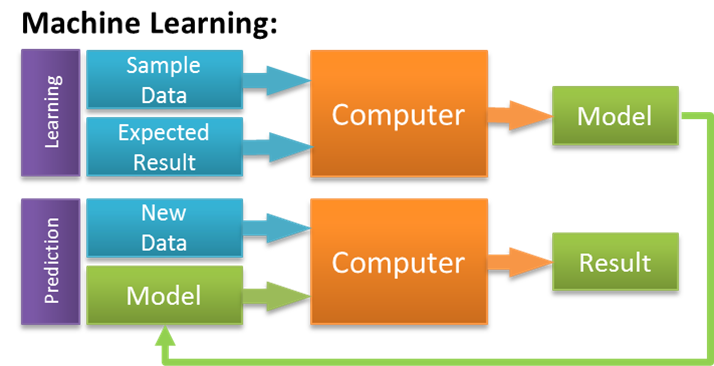 Machine Learning:
Learning
Sample
Data
Expected
Result
Computer
Model
Prediction
New
Data
Model
Computer
Result